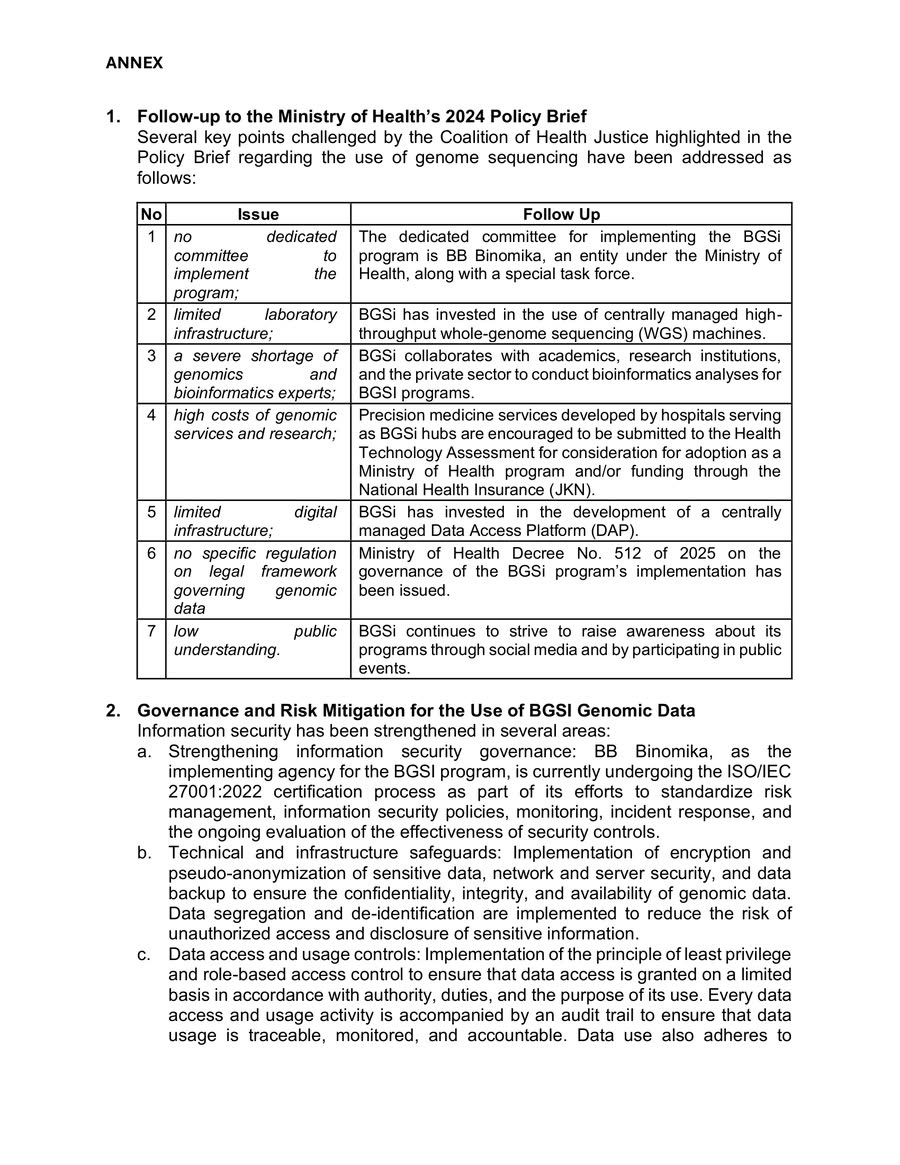 ANNEX
1. Follow-up to the Ministry of Health's 2024 Policy Brief
Several key points challenged by the Coalition of Health Justice highlighted in the
Policy Brief regarding the use of genome sequencing have been addressed as
follows:
No Issue Follow Up
1 no dedicated
committee to
implement the
program;
The dedicated committee for implementing the BGSi
program is BB Binomika, an entity under the Ministry of
Health, along with a special task force.
2 limited laboratory
infrastructure;
BGSi has invested in the use of centrally managed high-
throughput whole-genome sequencing (WGS) machines.
3 a severe shortage of
genomics and
bioinformatics experts;
BGSi collaborates with academics, research institutions,
and the private sector to conduct bioinformatics analyses for
BGSI programs.
4 high costs of genomic
services and research;
Precision medicine services developed by hospitals serving
as BGSi hubs are encouraged to be submitted to the Health
Technology Assessment for consideration for adoption as a
Ministry of Health program and/or funding through the
National Health Insurance (JKN).
5 limited digital
infrastructure;
BGSi has invested in the development of a centrally
managed Data Access Platform (DAP).
6 no specific regulation
on legal framework
governing genomic
data
Ministry of Health Decree No. 512 of 2025 on the
governance of the BGSi program's implementation has
been issued.
7 low public
understanding.
BGSi continues to strive to raise awareness about its
programs through social media and by participating in public
events.
2. Governance and Risk Mitigation for the Use of BGSI Genomic Data
Information security has been strengthened in several areas:
a. Strengthening information security governance: BB Binomika, as the
implementing agency for the BGSI program, is currently undergoing the ISO/IEC
27001:2022 certification process as part of its efforts to standardize risk
management, information security policies, monitoring, incident response, and
the ongoing evaluation of the effectiveness of security controls.
b. Technical and infrastructure safeguards: Implementation of encryption and
pseudo-anonymization of sensitive data, network and server security, and data
backup to ensure the confidentiality, integrity, and availability of genomic data.
Data segregation and de-identification are implemented to reduce the risk of
unauthorized access and disclosure of sensitive information.
c. Data access and usage controls: Implementation of the principle of least privilege
and role-based access control to ensure that data access is granted on a limited
basis in accordance with authority, duties, and the purpose of its use. Every data
access and usage activity is accompanied by an audit trail to ensure that data
usage is traceable, monitored, and accountable. Data use also adheres to